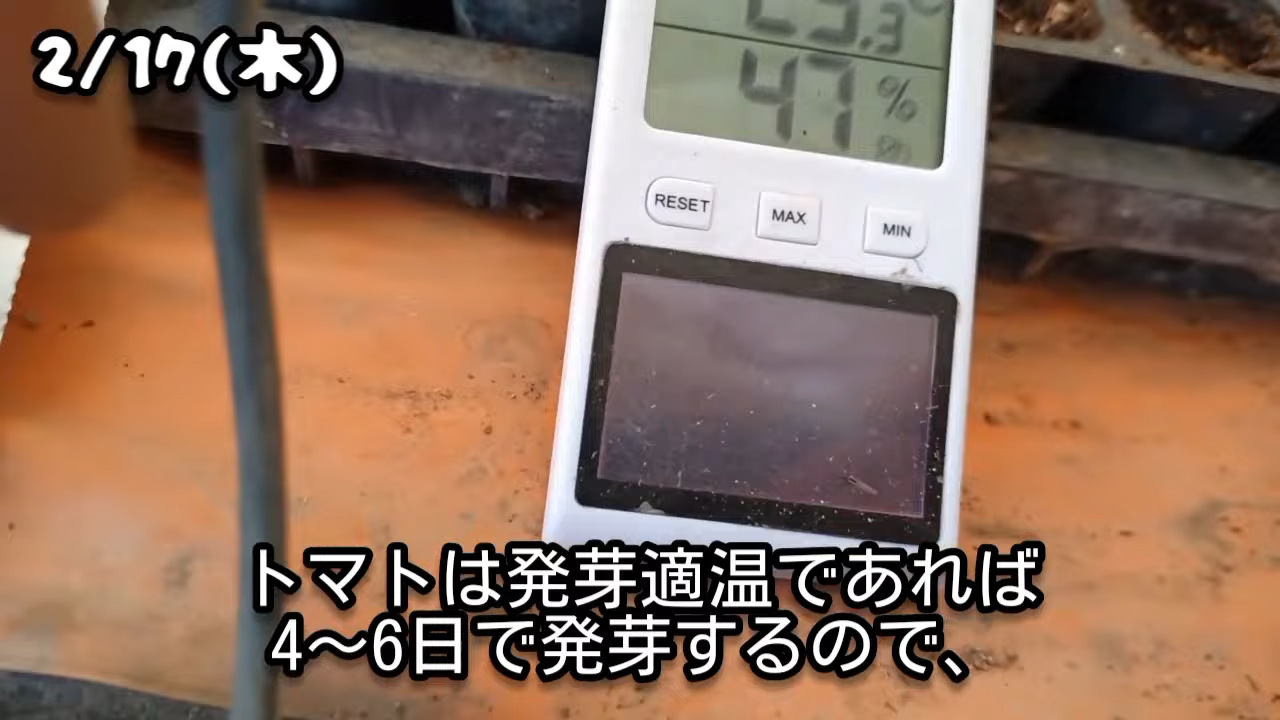 2/17(木)
47%
RESET
MAX
MIN
トマトは発芽適温であれば
4〜6日で発芽するので、